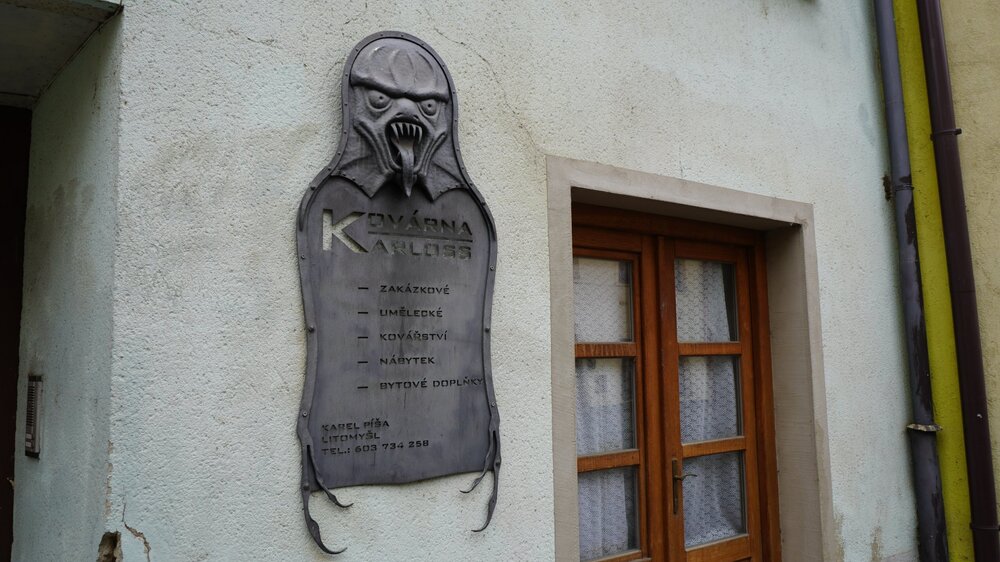 KOVÁRNA
KARLOSS
– ZAKÁZKOVÉ
– UMĚLECKÉ
– KOVÁŘSTVÍ
– NÁBYTEK
– BYTOVÉ DOPLŇKY
KAREL PÍŠA
LITOMYŠL
TEL.: 603 734 258